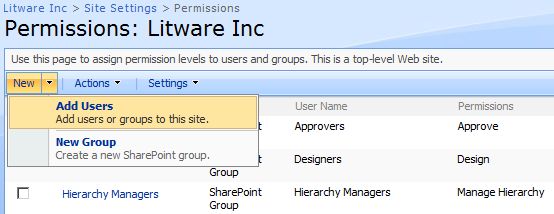 Litware Inc > Site Settings > Permissions
Permissions: Litware Inc
Use this page to assign permission levels to users and groups. This is a top-level Web site.
New Actions Settings
Add Users
Add users or groups to this site.
New Group
Create a new SharePoint group.
User Name Permissions
Approvers Approve
Group
Designers Design
Group
Hierarchy Managers SharePoint Group Hierarchy Managers Manage Hierarchy